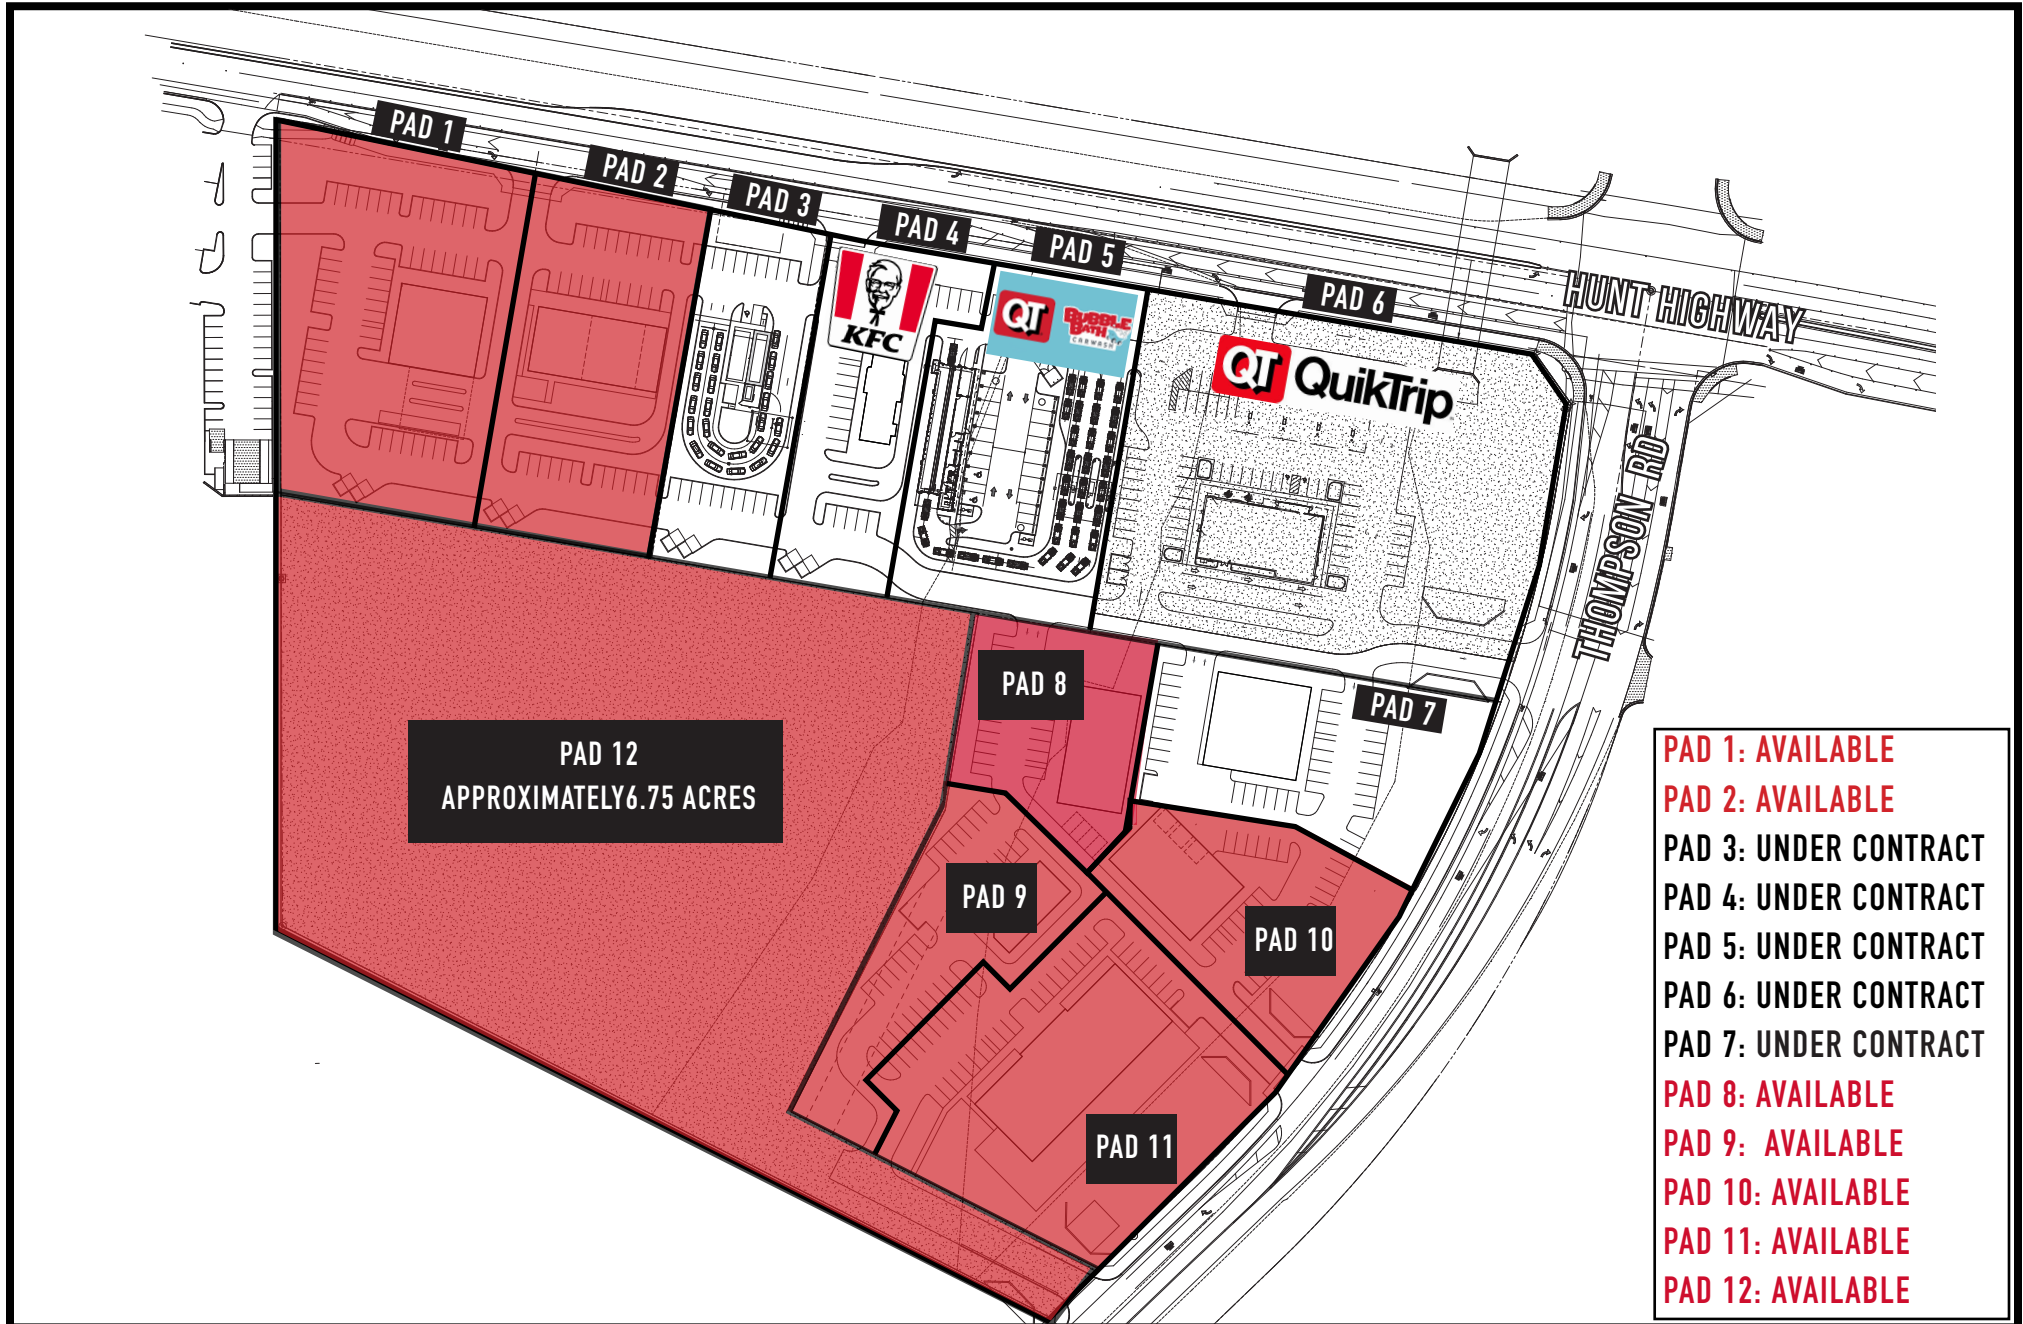 PAD 1
PAD 2
PAD 3
PAD 4
PAD 5
PAD 6
HUNT HIGHWAY
KFC
QT
BUBBLE
BATH
CARWASH
QT QuikTrip
THOMPSON RD
PAD 8
PAD 7
PAD 12
APPROXIMATELY6.75 ACRES
PAD 9
PAD 10
PAD 11
PAD 1: AVAILABLE
PAD 2: AVAILABLE
PAD 3: UNDER CONTRACT
PAD 4: UNDER CONTRACT
PAD 5: UNDER CONTRACT
PAD 6: UNDER CONTRACT
PAD 7: UNDER CONTRACT
PAD 8: AVAILABLE
PAD 9: AVAILABLE
PAD 10: AVAILABLE
PAD 11: AVAILABLE
PAD 12: AVAILABLE